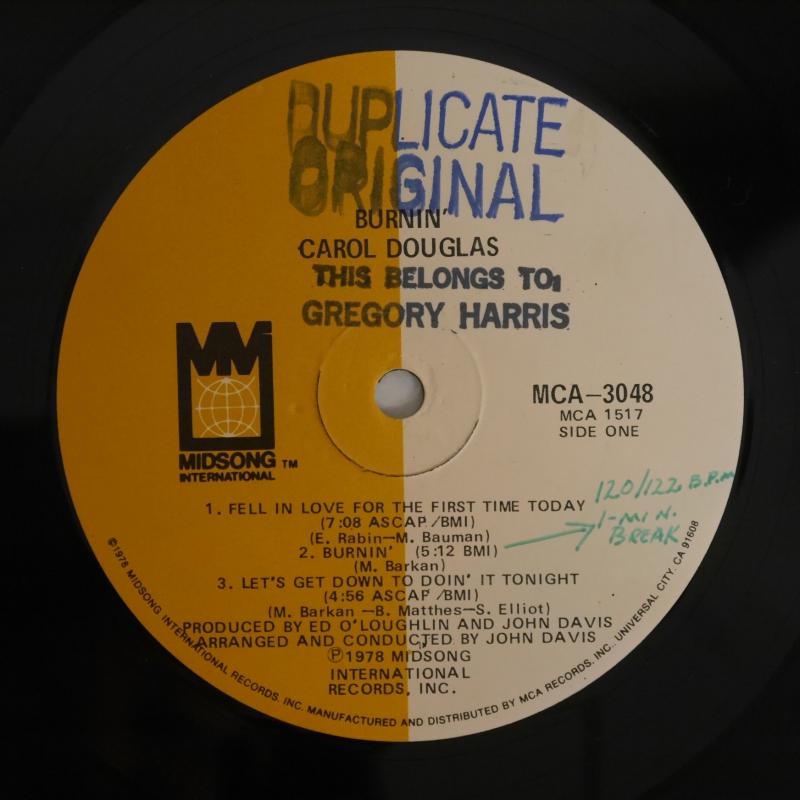 DUPLICATE
ORIGINAL
BURNIN'
CAROL DOUGLAS
THIS BELONGS TO:
GREGORY HARRIS
MM
MIDSONG TM
INTERNATIONAL
MCA-3048
MCA 1517
SIDE ONE
1. FELL IN LOVE FOR THE FIRST TIME TODAY
(7:08 ASCAP/BMI)
(E. Rabin-M. Bauman)
2. BURNIN' (5:12 BMI)
(M. Barkan)
3. LET'S GET DOWN TO DOIN' IT TONIGHT
(4:56 ASCAP/BMI)
(M. Barkan-B. Matthes-S. Elliot)
120/122 B.P.M
1-MIN.
BREAK
PRODUCED BY ED O'LOUGHLIN AND JOHN DAVIS
ARRANGED AND CONDUCTED BY JOHN DAVIS
℗1978 MIDSONG
INTERNATIONAL
RECORDS, INC.
©1978 MIDSONG INTERNATIONAL RECORDS. INC. MANUFACTURED AND DISTRIBUTED BY MCA RECORDS. INC. UNIVERSAL CITY. CA 91608